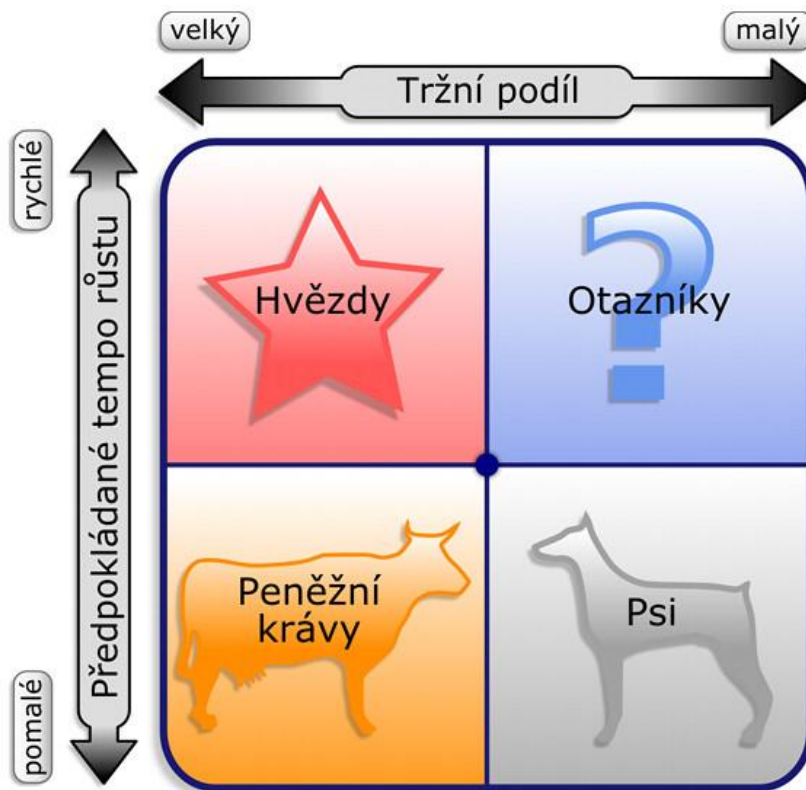 velký
malý
Tržní podíl
rychlé
Předpokládané tempo růstu
pomalé
Hvězdy
Otazníky
Peněžní
krávy
Psi